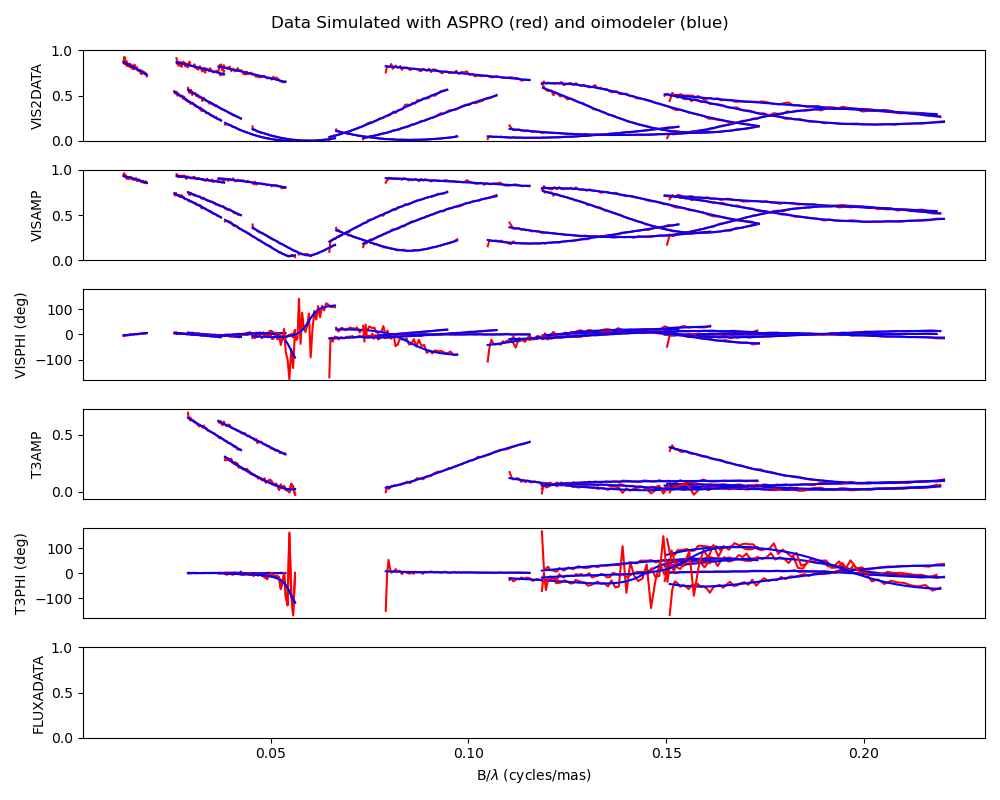 Data Simulated with ASPRO (red) and oimodeler (blue)
1.0
0.5
0.0
VIS2DATA
1.0
0.5
0.0
VISAMP
100
0
−100
VISPHI (deg)
0.5
0.0
T3AMP
100
0
−100
T3PHI (deg)
1.0
0.5
0.0
FLUXADATA
0.05 0.10 0.15 0.20
B/λ (cycles/mas)